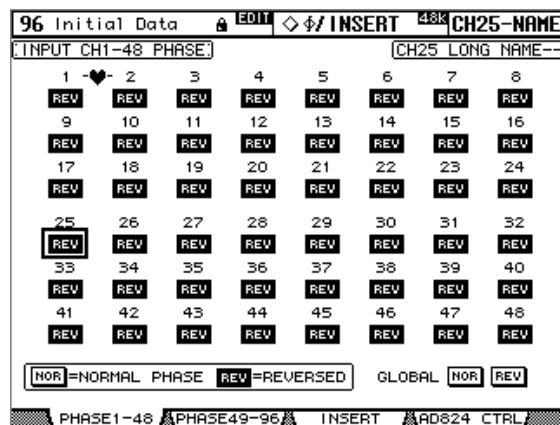 96 Initial Data EDIT ϕ/INSERT 48K CH25-NAME
INPUT CH1-48 PHASE CH25 LONG NAME--
1 2 3 4 5 6 7 8
REV REV REV REV REV REV REV REV
9 10 11 12 13 14 15 16
REV REV REV REV REV REV REV REV
17 18 19 20 21 22 23 24
REV REV REV REV REV REV REV REV
25 26 27 28 29 30 31 32
REV REV REV REV REV REV REV REV
33 34 35 36 37 38 39 40
REV REV REV REV REV REV REV REV
41 42 43 44 45 46 47 48
REV REV REV REV REV REV REV REV
NOR=NORMAL PHASE REV=REVERSED GLOBAL NOR REV
PHASE1-48 PHASE49-96 INSERT AD824 CTRL